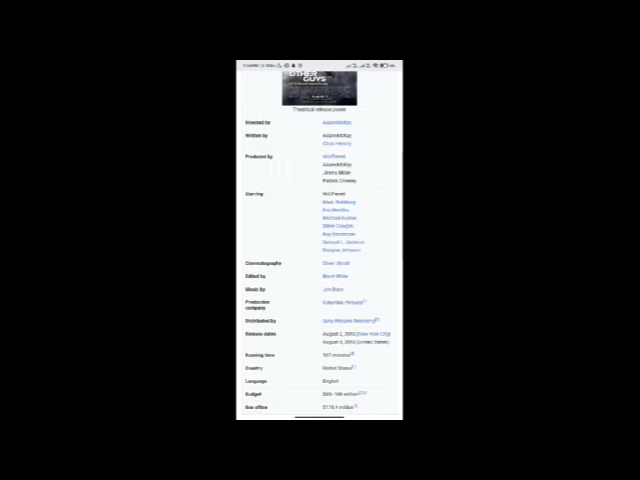 OTHER
GUYS
Theatrical release poster
Directed by Adam McKay
Written by Adam McKay
Chris Henchy
Produced by Will Ferrell
Adam McKay
Jimmy Miller
Patrick Crowley
Starring Will Ferrell
Mark Wahlberg
Eva Mendes
Michael Keaton
Steve Coogan
Ray Stevenson
Samuel L. Jackson
Dwayne Johnson
Cinematography Oliver Wood
Edited by Brent White
Music by Jon Brion
Production
company Columbia Pictures
Distributed by Sony Pictures Releasing
Release dates August 2, 2010 (New York City)
August 6, 2010 (United States)
Running time 107 minutes
Country United States
Language English
Budget million
Box office million